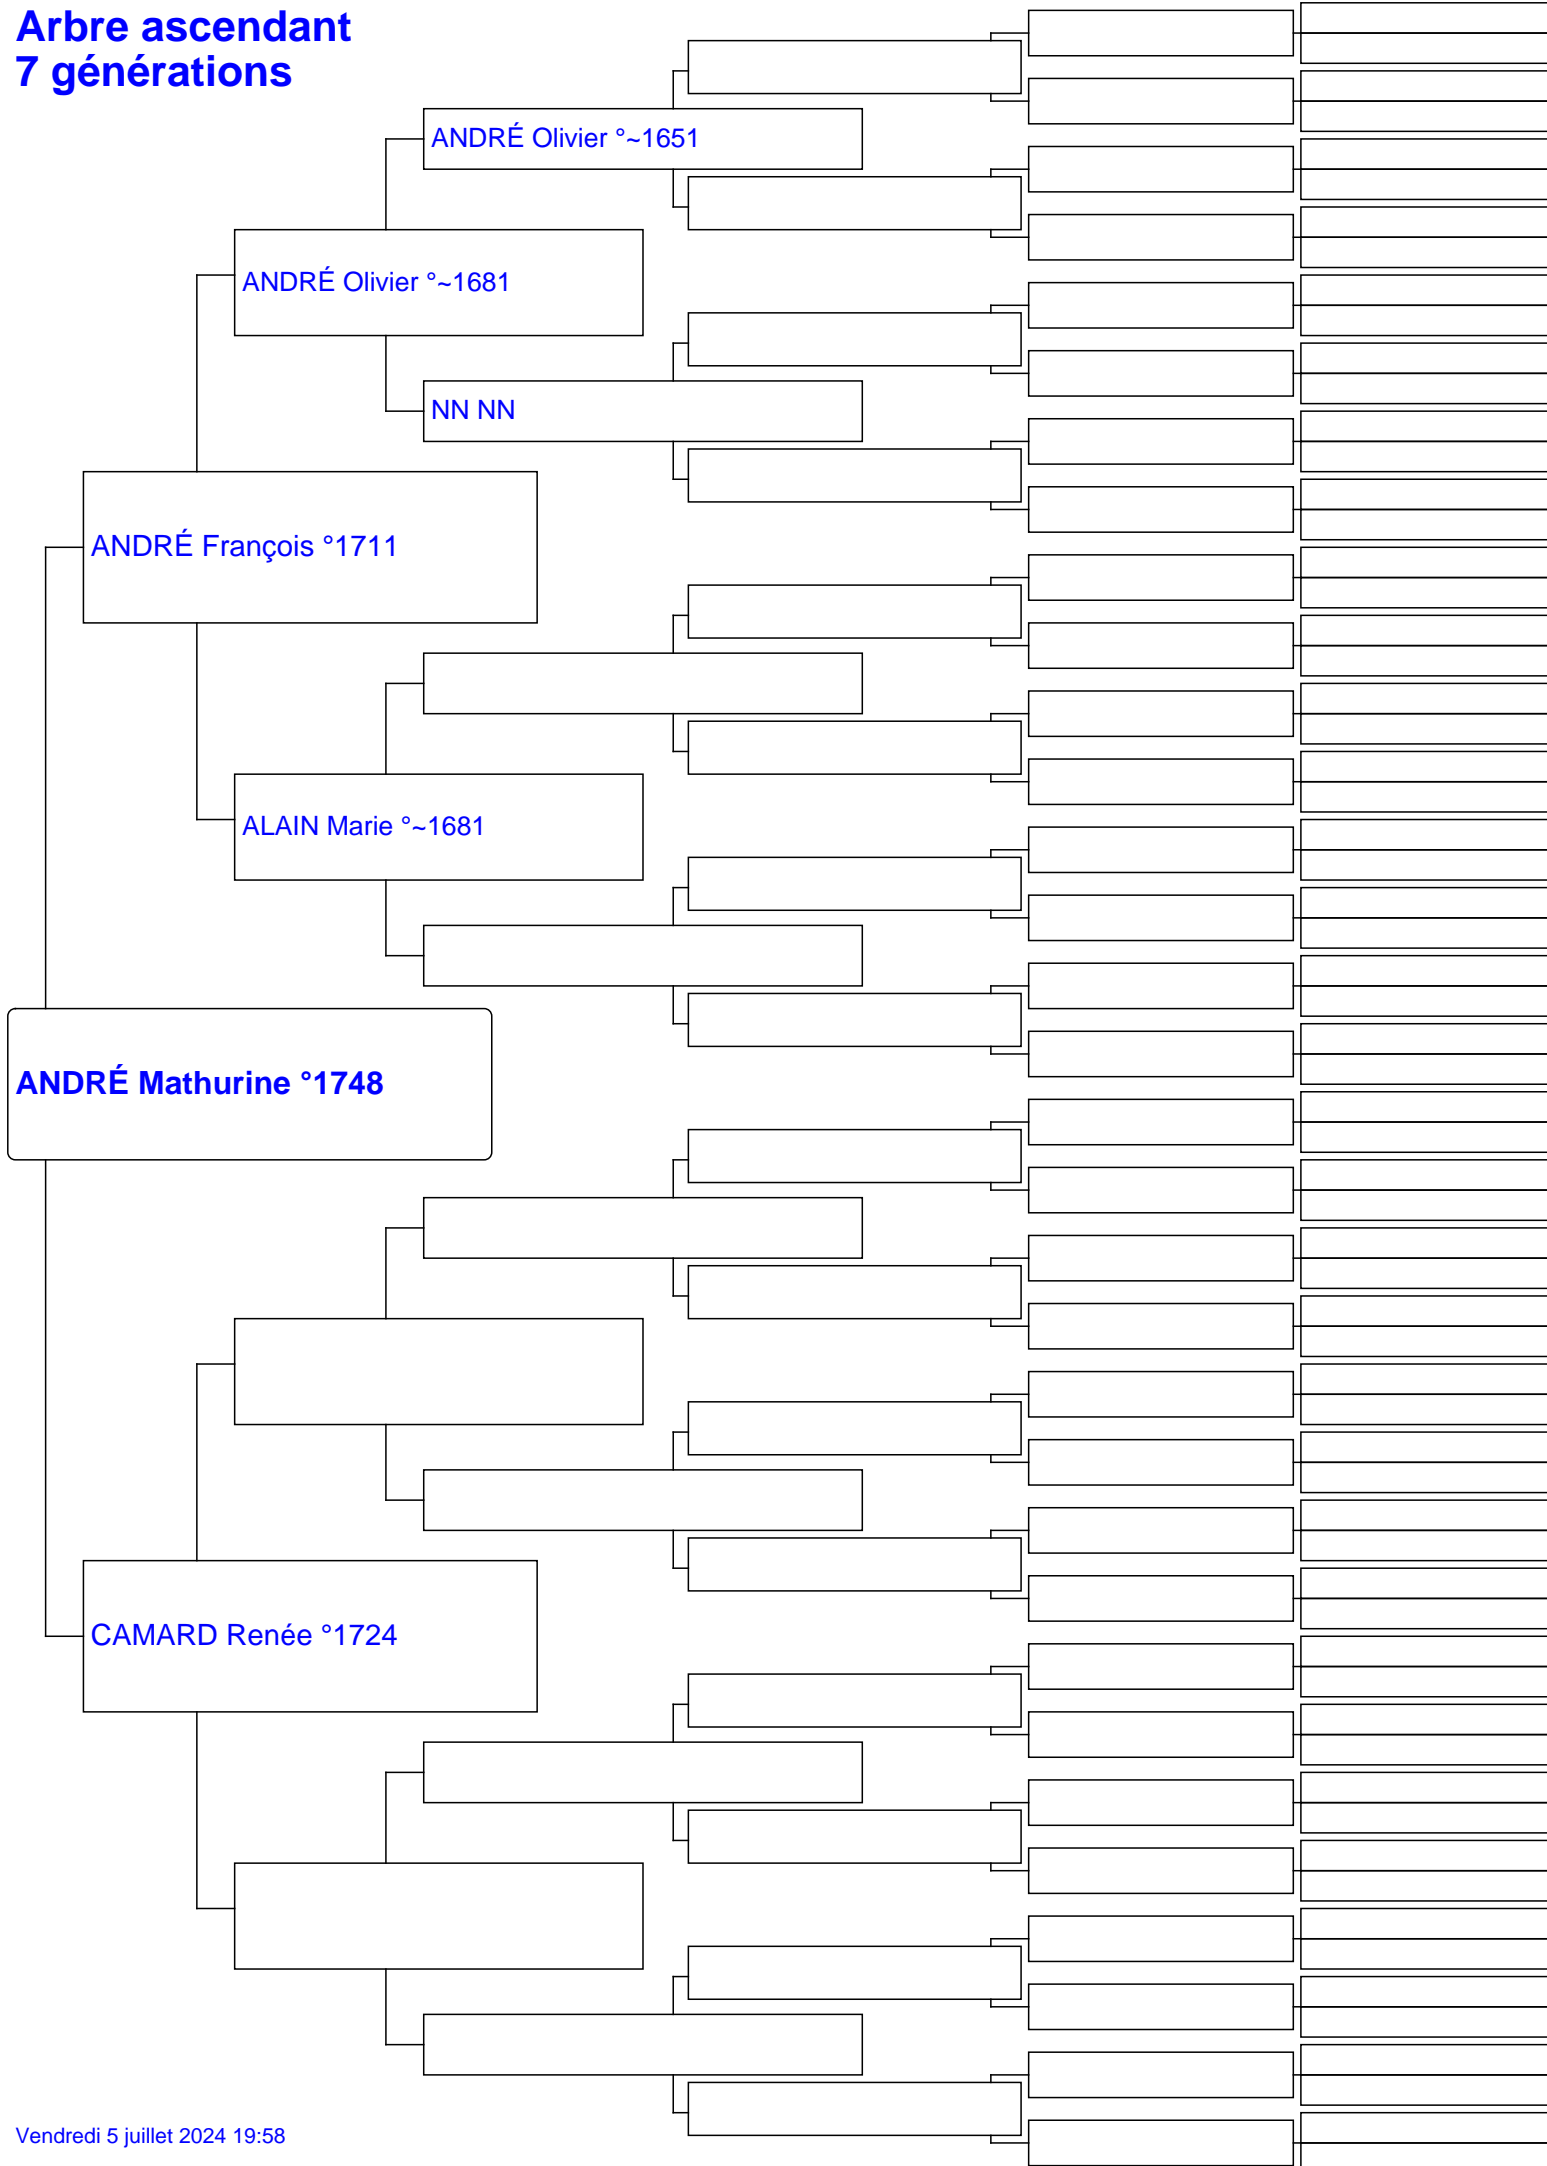 Arbre ascendant
7 générations
ANDRÉ Olivier °~1651
ANDRÉ Olivier °~1681
NN NN
ANDRÉ François °1711
ALAIN Marie °~1681
ANDRÉ Mathurine °1748
CAMARD Renée °1724
Vendredi 5 juillet 2024 19:58